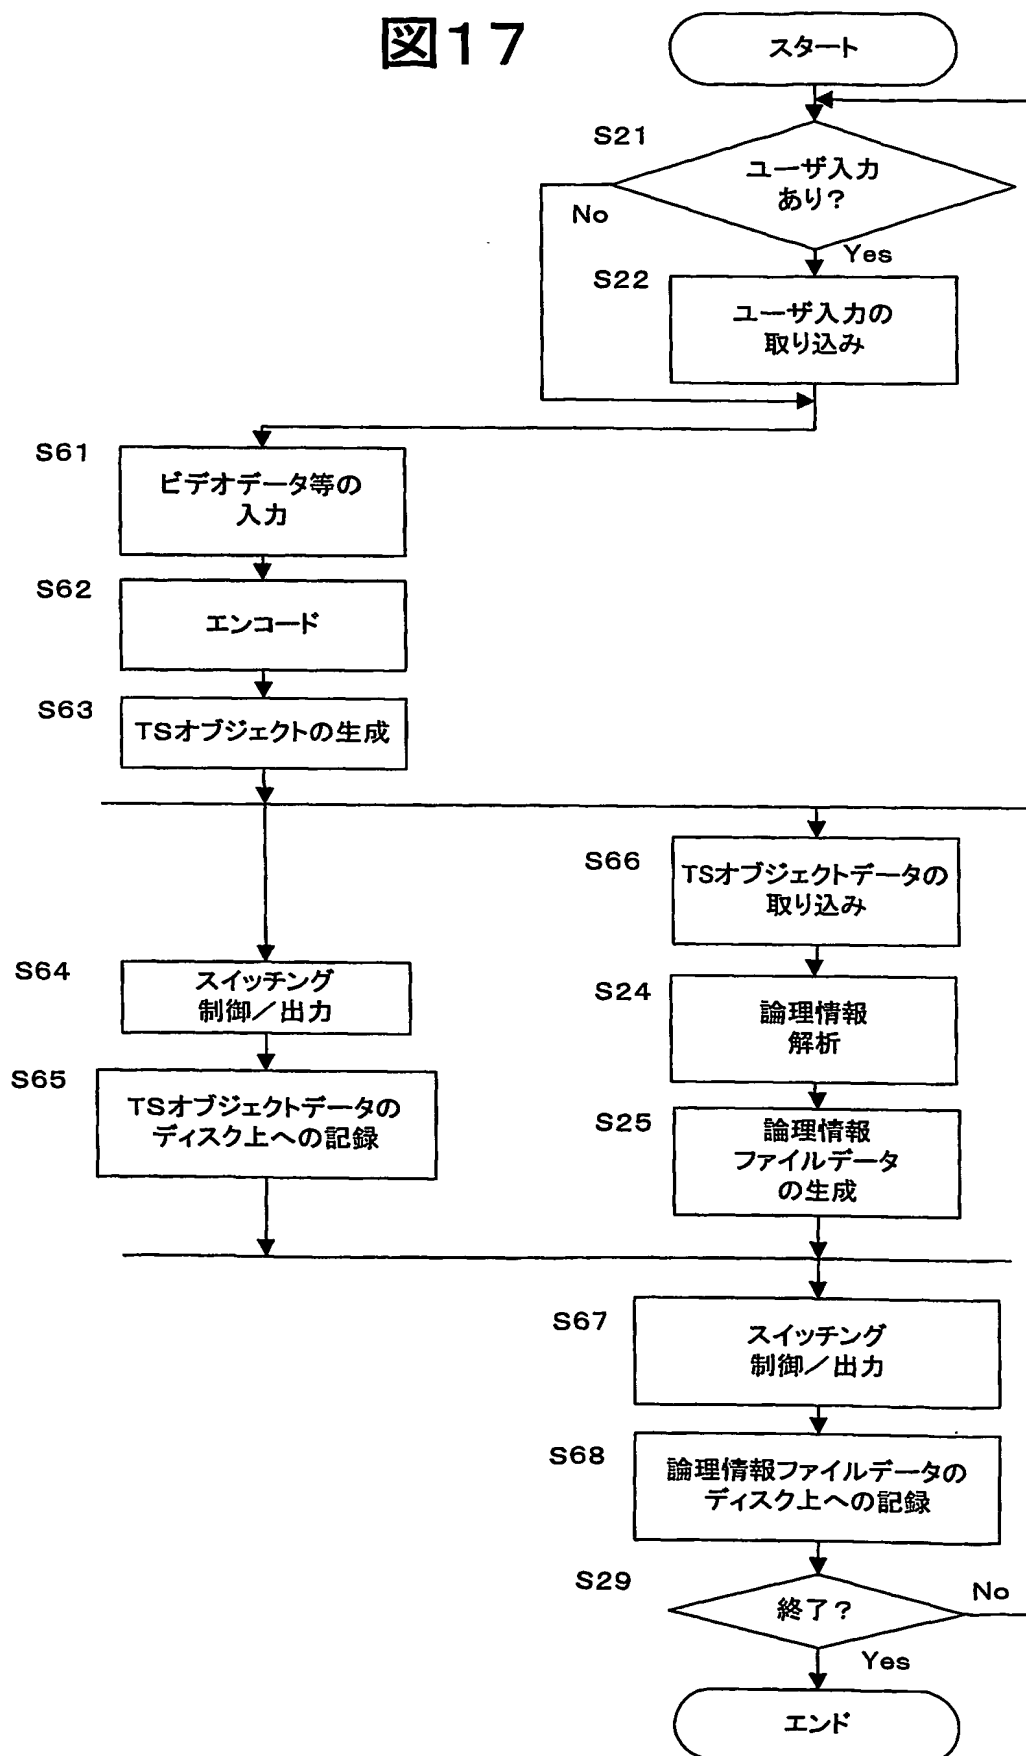 図17
スタート
S21
ユーザ入力
あり?
No
Yes
S22
ユーザ入力の
取り込み
S61
ビデオデータ等の
入力
S62
エンコード
S63
TSオブジェクトの生成
S66
TSオブジェクトデータの
取り込み
S64
スイッチング
制御/出力
S24
論理情報
解析
S65
TSオブジェクトデータの
ディスク上への記録
S25
論理情報
ファイルデータ
の生成
S67
スイッチング
制御/出力
S68
論理情報ファイルデータの
ディスク上への記録
S29
終了?
No
Yes
エンド